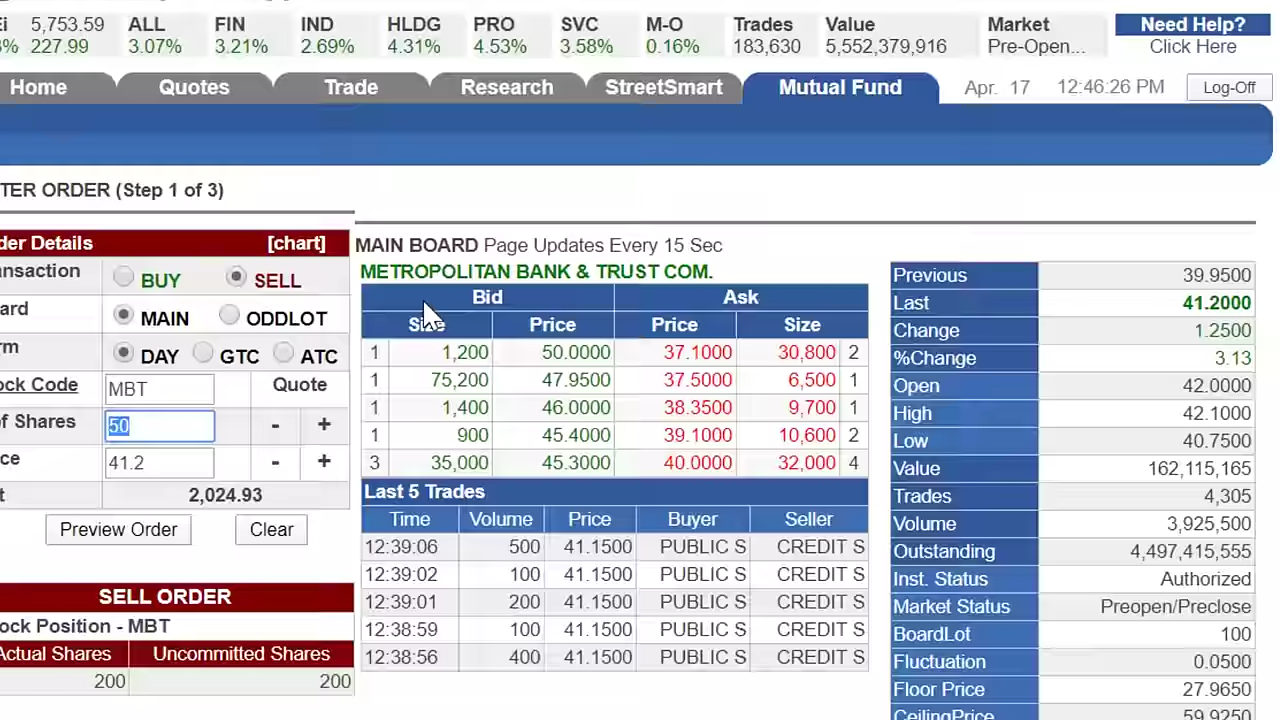 Ei 5,753.59 ALL FIN IND HLDG PRO SVC M-O Trades Value Market Need Help?
% 227.99 3.07% 3.21% 2.69% 4.31% 4.53% 3.58% 0.16% 183,630 5,552,379,916 Pre-Open... Click Here
Home Quotes Trade Research StreetSmart Mutual Fund Apr. 17 12:46:26 PM Log-Off
TER ORDER (Step 1 of 3)
der Details [chart]
ansaction BUY SELL
ard MAIN ODDLOT
rm DAY GTC ATC
ock Code MBT Quote
f Shares 50 - +
ce 41.2 - +
t 2,024.93
Preview Order Clear
SELL ORDER
ock Position - MBT
Actual Shares Uncommitted Shares
200 200
MAIN BOARD Page Updates Every 15 Sec
METROPOLITAN BANK & TRUST COM.
Bid Ask
Size Price Price Size
1 1,200 50.0000 37.1000 30,800 2
1 75,200 47.9500 37.5000 6,500 1
1 1,400 46.0000 38.3500 9,700 1
1 900 45.4000 39.1000 10,600 2
3 35,000 45.3000 40.0000 32,000 4
Last 5 Trades
Time Volume Price Buyer Seller
12:39:06 500 41.1500 PUBLIC S CREDIT S
12:39:02 100 41.1500 PUBLIC S CREDIT S
12:39:01 200 41.1500 PUBLIC S CREDIT S
12:38:59 100 41.1500 PUBLIC S CREDIT S
12:38:56 400 41.1500 PUBLIC S CREDIT S
Previous 39.9500
Last 41.2000
Change 1.2500
%Change 3.13
Open 42.0000
High 42.1000
Low 40.7500
Value 162,115,165
Trades 4,305
Volume 3,925,500
Outstanding 4,497,415,555
Inst. Status Authorized
Market Status Preopen/Preclose
BoardLot 100
Fluctuation 0.0500
Floor Price 27.9650
CeilingPrice 59.9250